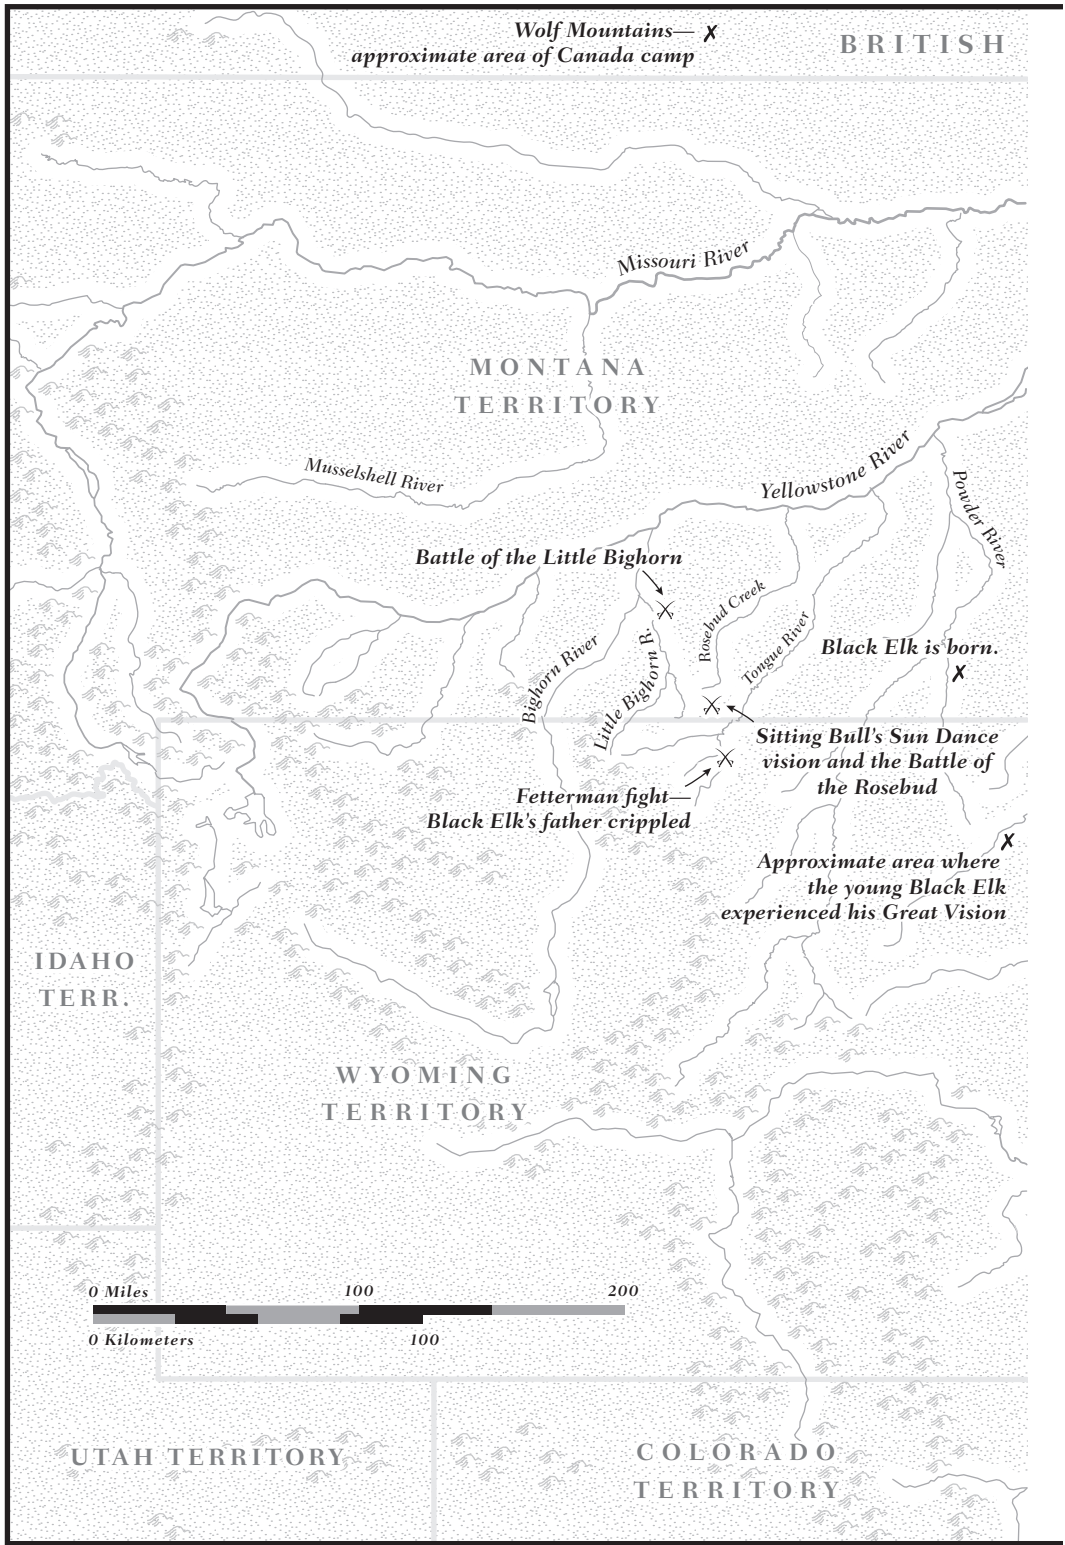 Wolf Mountains—
approximate area of Canada camp
BRITISH
Missouri River
MONTANA
TERRITORY
Musselshell River
Yellowstone River
Powder River
Battle of the Little Bighorn
Rosebud Creek
Tongue River
Bighorn River
Little Bighorn R.
Black Elk is born.
Sitting Bull's Sun Dance
vision and the Battle of
the Rosebud
Fetterman fight—
Black Elk's father crippled
Approximate area where
the young Black Elk
experienced his Great Vision
IDAHO
TERR.
WYOMING
TERRITORY
0 Miles 100 200
0 Kilometers 100
UTAH TERRITORY
COLORADO
TERRITORY